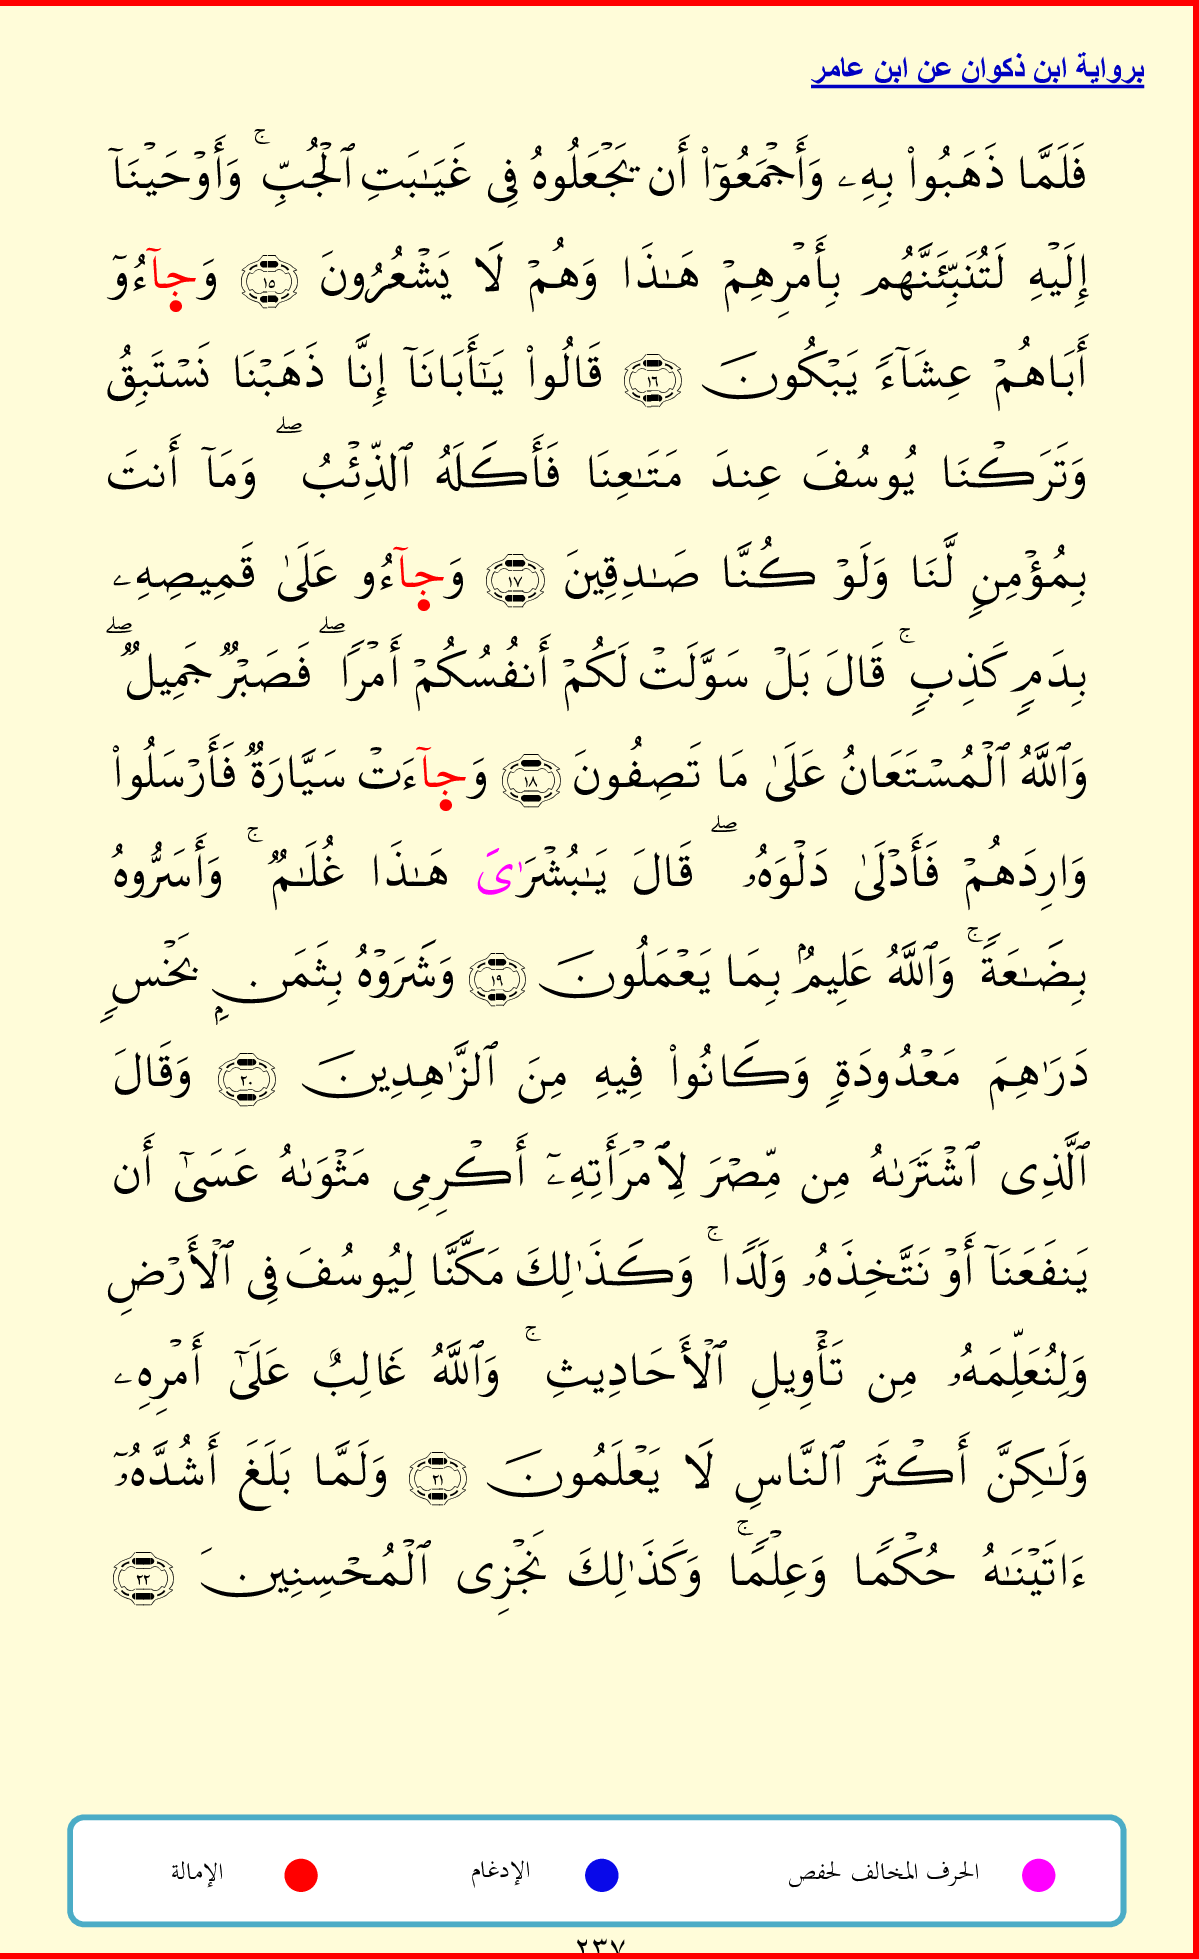 برواية ابن ذكوان عن ابن عامر
فَلَمَّا ذَهَبُوا۟ بِهِۦ وَأَجْمَعُوٓا۟ أَن يَجْعَلُوهُ فِى غَيَـٰبَتِ ٱلْجُبِّ ۚ وَأَوْحَيْنَآ
إِلَيْهِ لَتُنَبِّئَنَّهُم بِأَمْرِهِمْ هَـٰذَا وَهُمْ لَا يَشْعُرُونَ ١٥ وَجِآءُوٓ
أَبَاهُمْ عِشَآءً يَبْكُونَ ١٦ قَالُوا۟ يَـٰٓأَبَانَآ إِنَّا ذَهَبْنَا نَسْتَبِقُ
وَتَرَكْنَا يُوسُفَ عِندَ مَتَـٰعِنَا فَأَكَلَهُ ٱلذِّئْبُ ۖ وَمَآ أَنتَ
بِمُؤْمِنٍ لَّنَا وَلَوْ كُنَّا صَـٰدِقِينَ ١٧ وَجِآءُو عَلَىٰ قَمِيصِهِۦ
بِدَمٍ كَذِبٍ ۚ قَالَ بَلْ سَوَّلَتْ لَكُمْ أَنفُسُكُمْ أَمْرًا ۖ فَصَبْرٌ جَمِيلٌ ۖ
وَٱللَّهُ ٱلْمُسْتَعَانُ عَلَىٰ مَا تَصِفُونَ ١٨ وَجِآءَتْ سَيَّارَةٌ فَأَرْسَلُوا۟
وَارِدَهُمْ فَأَدْلَىٰ دَلْوَهُۥ ۖ قَالَ يَـٰبُشْرَىٰىَ هَـٰذَا غُلَـٰمٌ ۚ وَأَسَرُّوهُ
بِضَـٰعَةً ۚ وَٱللَّهُ عَلِيمٌۢ بِمَا يَعْمَلُونَ ١٩ وَشَرَوْهُ بِثَمَنٍۭ بَخْسٍ
دَرَٰهِمَ مَعْدُودَةٍ وَكَانُوا۟ فِيهِ مِنَ ٱلزَّٰهِدِينَ ٢٠ وَقَالَ
ٱلَّذِى ٱشْتَرَىٰهُ مِن مِّصْرَ لِٱمْرَأَتِهِۦٓ أَكْرِمِى مَثْوَىٰهُ عَسَىٰٓ أَن
يَنفَعَنَآ أَوْ نَتَّخِذَهُۥ وَلَدًا ۚ وَكَذَٰلِكَ مَكَّنَّا لِيُوسُفَ فِى ٱلْأَرْضِ
وَلِنُعَلِّمَهُۥ مِن تَأْوِيلِ ٱلْأَحَادِيثِ ۚ وَٱللَّهُ غَالِبٌ عَلَىٰٓ أَمْرِهِۦ
وَلَـٰكِنَّ أَكْثَرَ ٱلنَّاسِ لَا يَعْلَمُونَ ٢١ وَلَمَّا بَلَغَ أَشُدَّهُۥٓ
ءَاتَيْنَـٰهُ حُكْمًا وَعِلْمًا ۚ وَكَذَٰلِكَ نَجْزِى ٱلْمُحْسِنِينَ ٢٢
الحرف المخالف لحفص الإدغام الإمالة
٢٣٧